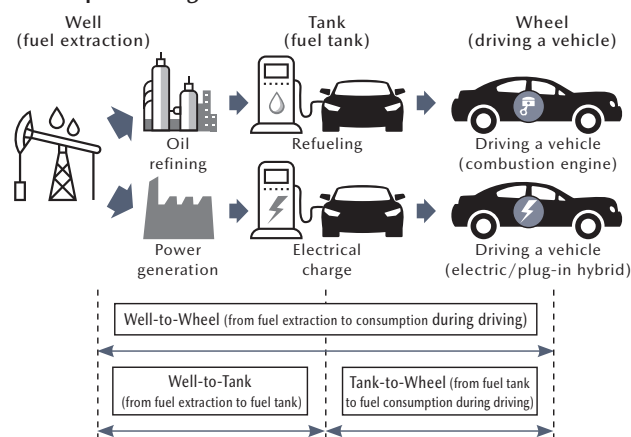 Well
(fuel extraction)
Tank
(fuel tank)
Wheel
(driving a vehicle)
Oil
refining
Refueling
Driving a vehicle
(combustion engine)
Power
generation
Electrical
charge
Driving a vehicle
(electric/plug-in hybrid)
Well-to-Wheel (from fuel extraction to consumption during driving)
Well-to-Tank
(from fuel extraction to fuel tank)
Tank-to-Wheel (from fuel tank
to fuel consumption during driving)